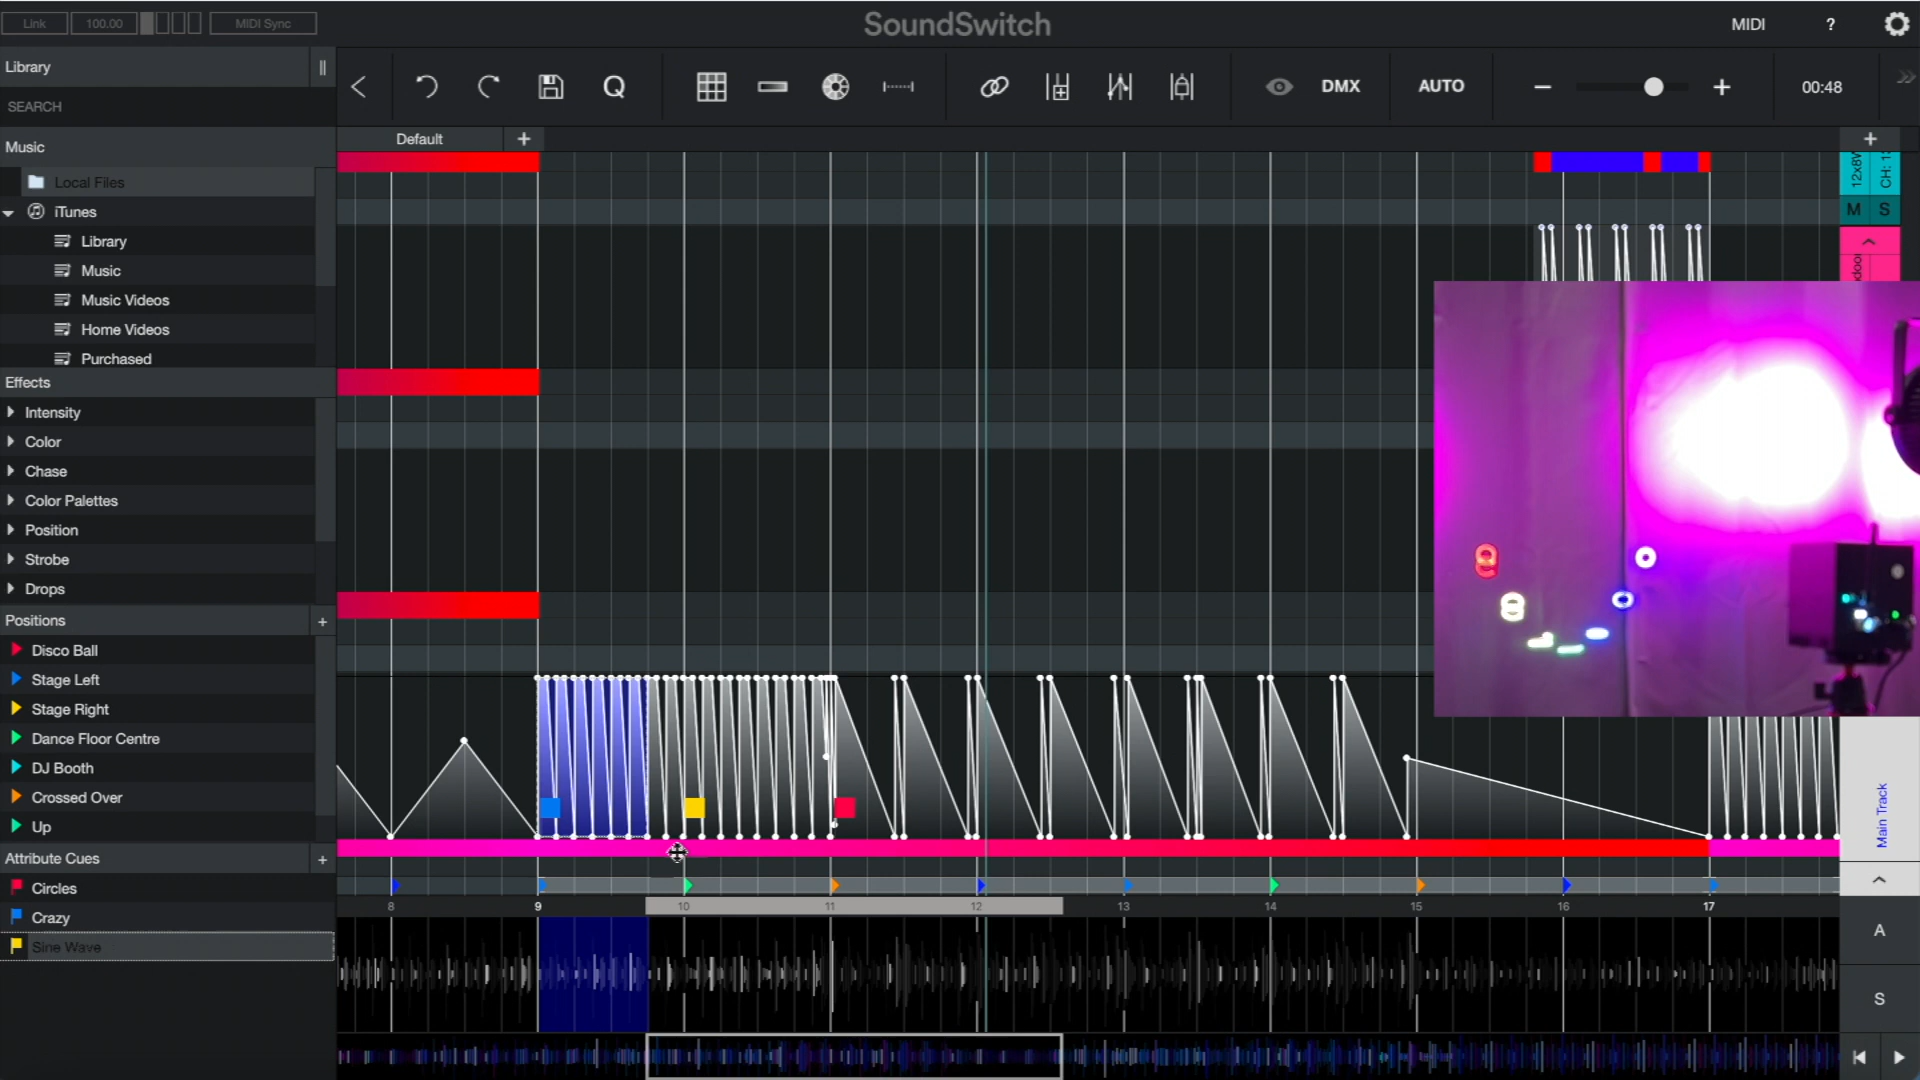 Link
100.00
MIDI Sync
SoundSwitch
MIDI
?
Library
SEARCH
Q
DMX
AUTO
00:48
Music
Local Files
iTunes
Library
Music
Music Videos
Home Videos
Purchased
Effects
Intensity
Color
Chase
Color Palettes
Position
Strobe
Drops
Positions
Disco Ball
Stage Left
Stage Right
Dance Floor Centre
DJ Booth
Crossed Over
Up
Attribute Cues
Circles
Crazy
Sine Wave
Default
M S
Main Track
8 9 10 11 12 13 14 15 16 17
A
S